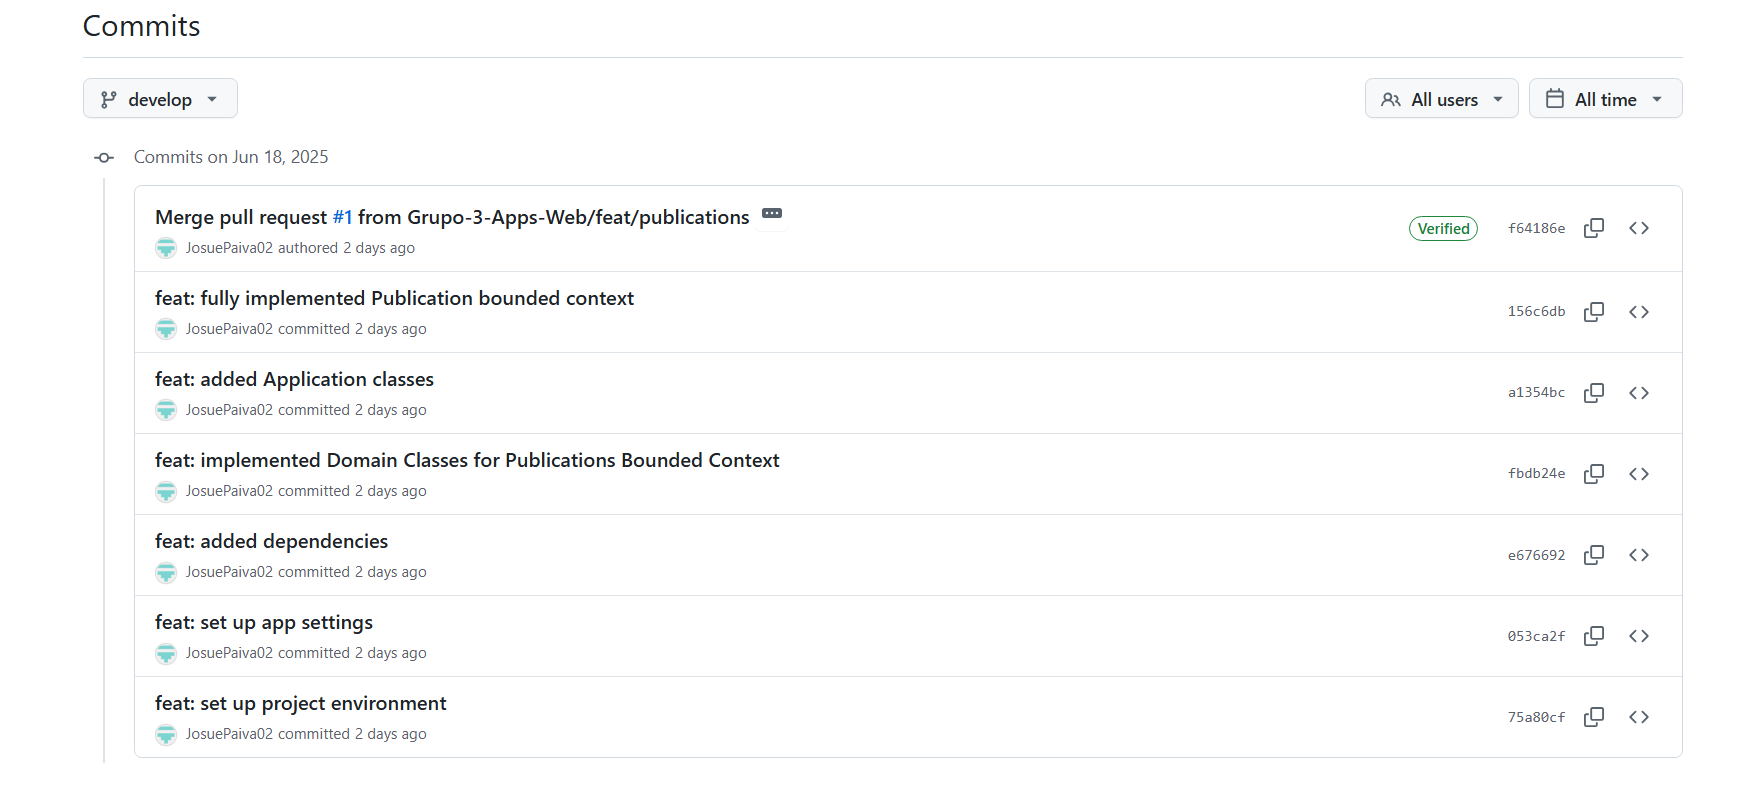 Commits
develop
All users
All time
Commits on Jun 18, 2025
Merge pull request #1 from Grupo-3-Apps-Web/feat/publications
JosuePaiva02 authored 2 days ago
Verified
f64186e
feat: fully implemented Publication bounded context
JosuePaiva02 committed 2 days ago
156c6db
feat: added Application classes
JosuePaiva02 committed 2 days ago
a1354bc
feat: implemented Domain Classes for Publications Bounded Context
JosuePaiva02 committed 2 days ago
fbdb24e
feat: added dependencies
JosuePaiva02 committed 2 days ago
e676692
feat: set up app settings
JosuePaiva02 committed 2 days ago
053ca2f
feat: set up project environment
JosuePaiva02 committed 2 days ago
75a80cf